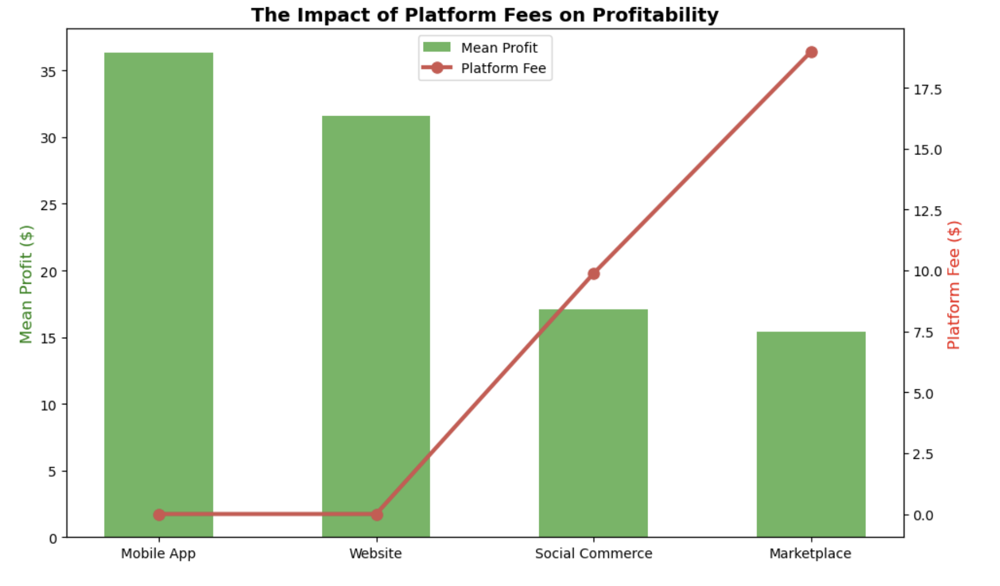 The Impact of Platform Fees on Profitability
Mean Profit
Platform Fee
Mean Profit ($)
35
30
25
20
15
10
5
0
17.5
15.0
12.5
10.0
7.5
5.0
2.5
0.0
Platform Fee ($)
Mobile App
Website
Social Commerce
Marketplace